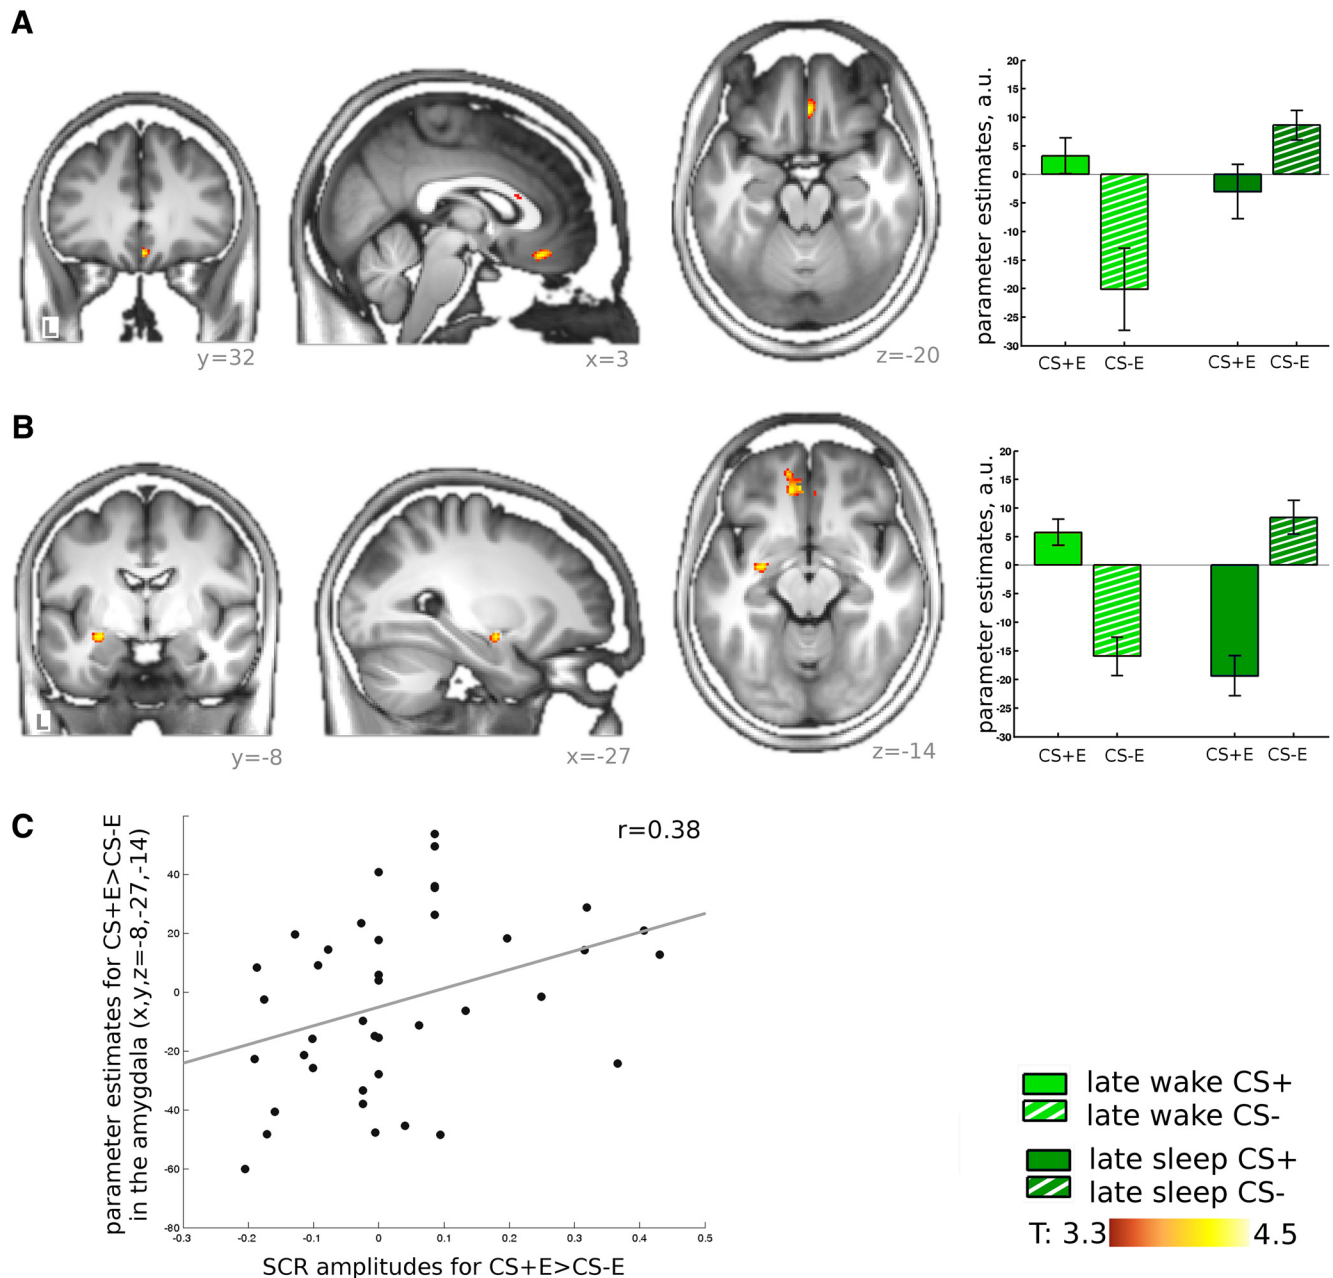 A
L
y=32
x=3
z=-20
parameter estimates, a.u.
20
15
10
5
0
-5
-10
-15
-20
-25
-30
CS+E
CS-E
CS+E
CS-E
B
L
y=-8
x=-27
z=-14
parameter estimates, a.u.
20
15
10
5
0
-5
-10
-15
-20
-25
-30
CS+E
CS-E
CS+E
CS-E
C
parameter estimates for CS+E>CS-E
in the amygdala (x,y,z=-8,-27,-14)
r=0.38
40
20
0
-20
-40
-60
-80
-0.3
-0.2
-0.1
0
0.1
0.2
0.3
0.4
0.5
SCR amplitudes for CS+E>CS-E
late wake CS+
late wake CS-
late sleep CS+
late sleep CS-
T: 3.3
4.5